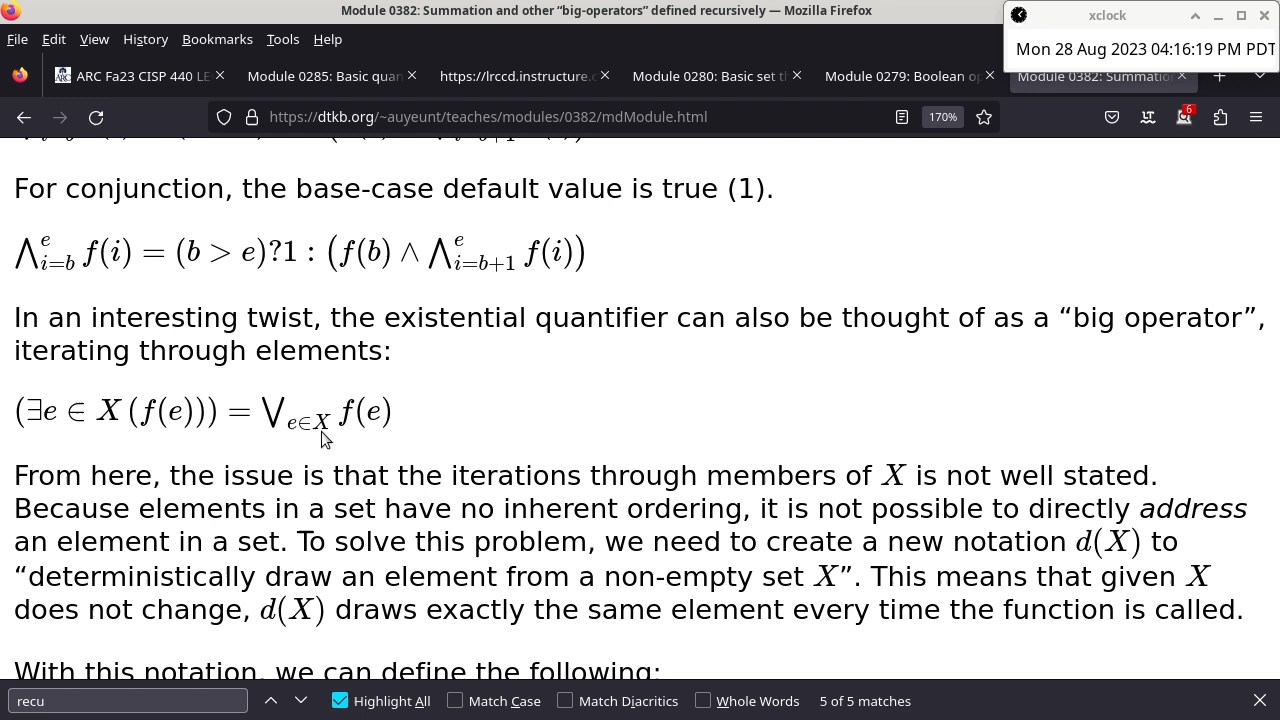 Module 0382: Summation and other “big-operators” defined recursively — Mozilla Firefox
xclock
File Edit View History Bookmarks Tools Help
Mon 28 Aug 2023 04:16:19 PM PDT
ARC Fa23 CISP 440 LE
Module 0285: Basic quan
https://lrccd.instructure.c
Module 0280: Basic set t
Module 0279: Boolean op
Module 0382: Summatio
https://dtkb.org/~auyeunt/teaches/modules/0382/mdModule.html
170%
6
For conjunction, the base-case default value is true (1).
⋀_{i=b}^{e} f(i) = (b > e)?1 : (f(b) ∧ ⋀_{i=b+1}^{e} f(i))
In an interesting twist, the existential quantifier can also be thought of as a “big operator”,
iterating through elements:
(∃e ∈ X (f(e))) = ⋁_{e∈X} f(e)
From here, the issue is that the iterations through members of X is not well stated.
Because elements in a set have no inherent ordering, it is not possible to directly address
an element in a set. To solve this problem, we need to create a new notation d(X) to
“deterministically draw an element from a non-empty set X”. This means that given X
does not change, d(X) draws exactly the same element every time the function is called.
With this notation, we can define the following:
recu
Highlight All
Match Case
Match Diacritics
Whole Words
5 of 5 matches